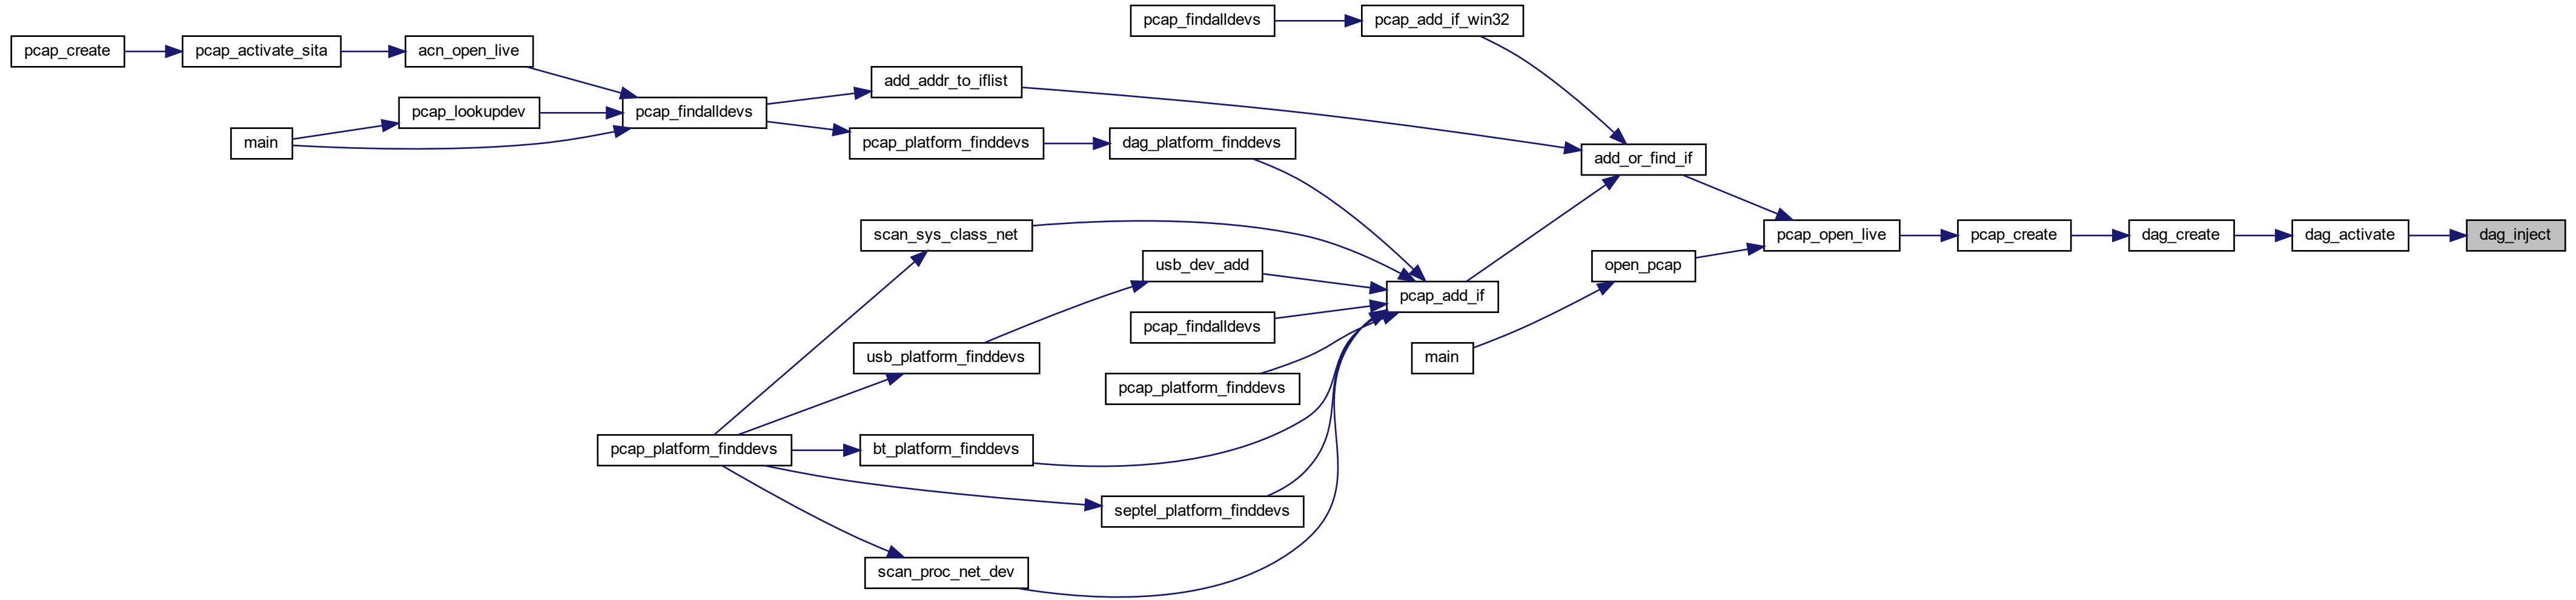 pcap_findalldevs
pcap_add_if_win32
pcap_create
pcap_activate_sita
acn_open_live
add_addr_to_iflist
pcap_lookupdev
pcap_findalldevs
main
pcap_platform_finddevs
dag_platform_finddevs
add_or_find_if
scan_sys_class_net
pcap_open_live
pcap_create
dag_create
dag_activate
dag_inject
usb_dev_add
open_pcap
pcap_add_if
pcap_findalldevs
usb_platform_finddevs
main
pcap_platform_finddevs
pcap_platform_finddevs
bt_platform_finddevs
septel_platform_finddevs
scan_proc_net_dev